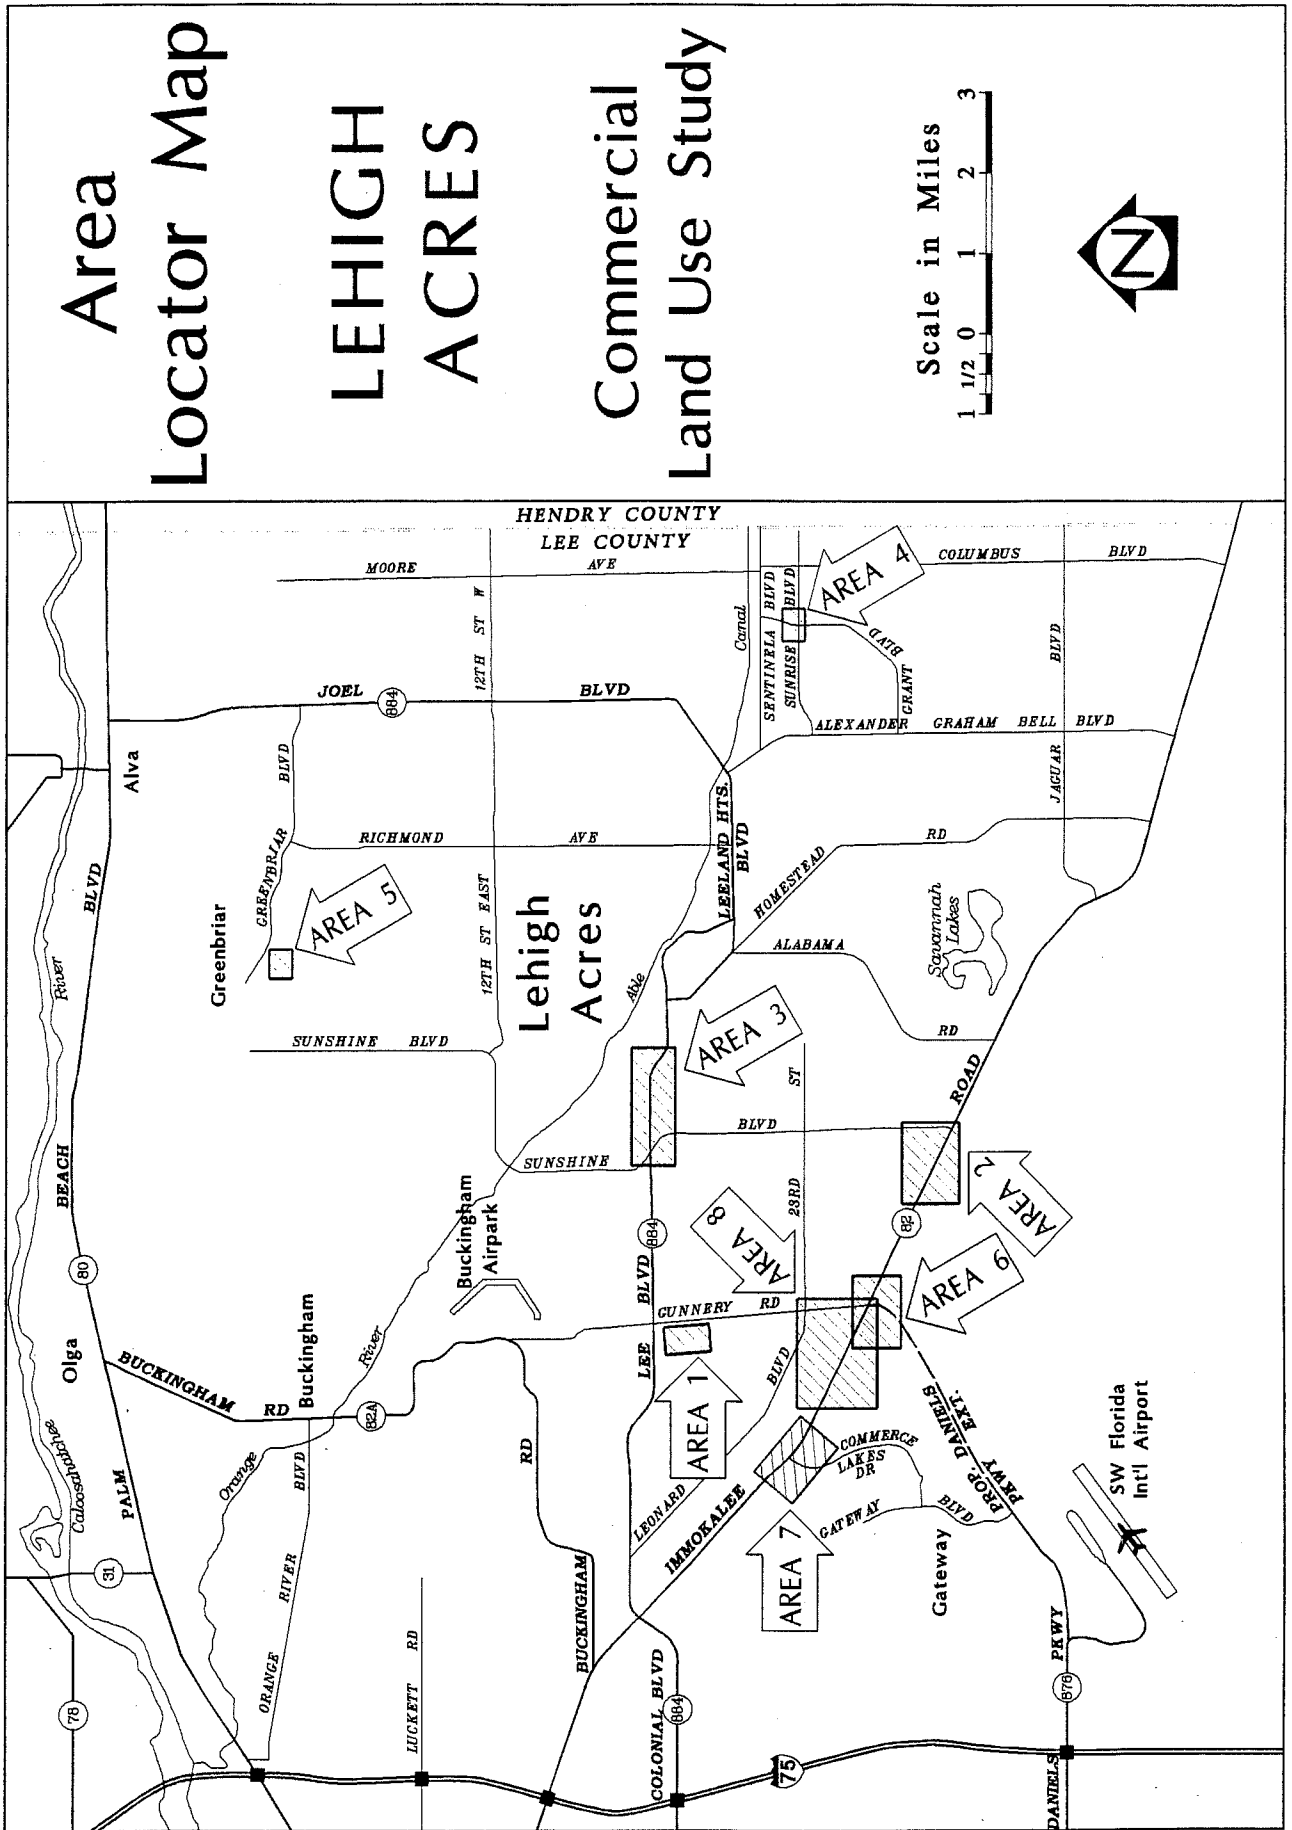 Area
Locator Map
LEHIGH
ACRES
Commercial
Land Use Study
Scale in Miles
1 1/2 0 1 2 3
N
HENDRY COUNTY
LEE COUNTY
MOORE AVE
COLUMBUS BLVD
12TH ST W
Canal
SENTINELA BLVD
SUNRISE BLVD
AREA 4
GRANT BLVD
JOEL BLVD
884
ALEXANDER GRAHAM BELL BLVD
JAGUAR BLVD
Alva
GREENBRIAR BLVD
RICHMOND AVE
LEELAND HTS.
BLVD
HOMESTEAD RD
River
PALM BEACH BLVD
Greenbriar
AREA 5
12TH ST EAST
Lehigh
Acres
Able
ALABAMA RD
Savannah
Lakes
SUNSHINE BLVD
AREA 3
SUNSHINE BLVD
23RD ST
IMMOKALEE ROAD
82
AREA 2
80
Olga
Buckingham
Airpark
884
LEE BLVD
AREA 8
GUNNERY RD
AREA 6
BUCKINGHAM RD
Buckingham
82A
River
AREA 1
LEONARD BLVD
PROP. DANIELS
PKWY EXT.
Caloosahatchee
Orange
ORANGE RIVER BLVD
BUCKINGHAM RD
COMMERCE
LAKES
DR
GATEWAY BLVD
AREA 7
Gateway
SW Florida
Int'l Airport
31
78
LUCKETT RD
COLONIAL BLVD
884
DANIELS PKWY
876
75